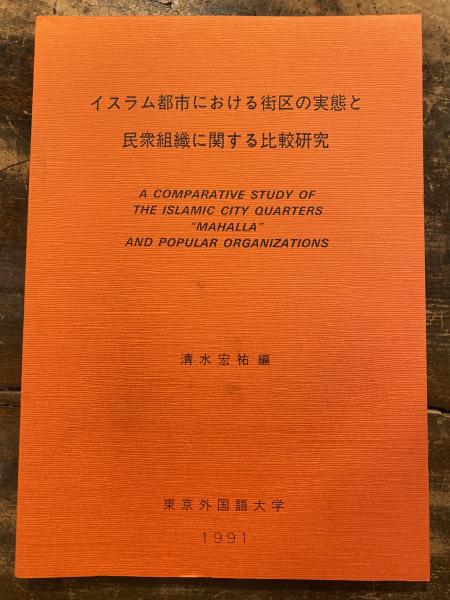 イスラム都市における街区の実態と
民衆組織に関する比較研究
A COMPARATIVE STUDY OF
THE ISLAMIC CITY QUARTERS
"MAHALLA"
AND POPULAR ORGANIZATIONS
清水宏祐編
東京外国語大学
1991